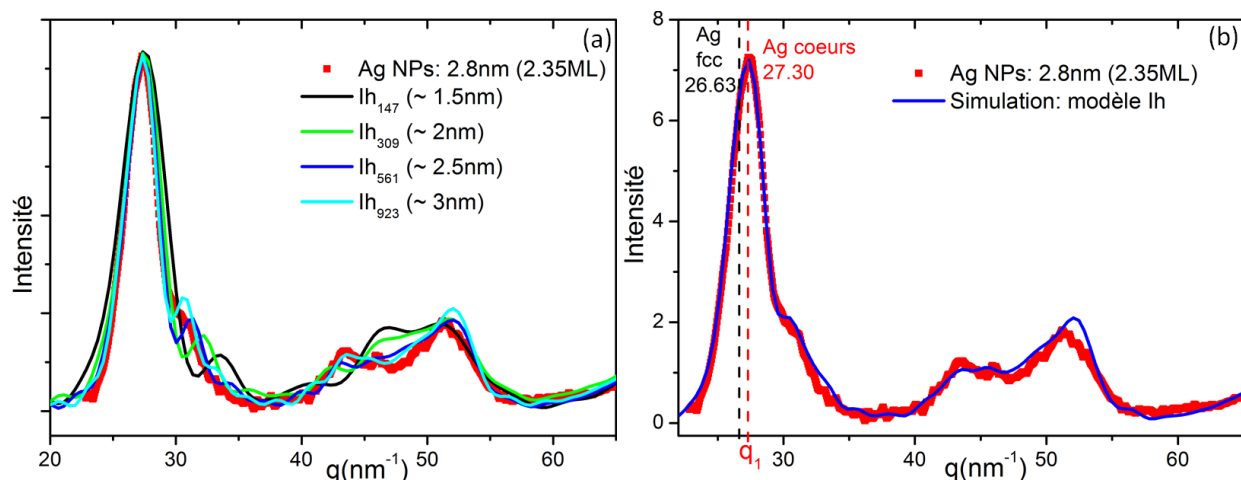 (a)
Ag NPs: 2.8nm (2.35ML)
Ih147 (~ 1.5nm)
Ih309 (~ 2nm)
Ih561 (~ 2.5nm)
Ih923 (~ 3nm)
Intensité
20 30 40 50 60
q(nm-1)
(b)
Ag
fcc
26.63
Ag coeurs
27.30
Ag NPs: 2.8nm (2.35ML)
Simulation: modèle Ih
Intensité
8
6
4
2
0
30 40 50 60
q1
q(nm-1)